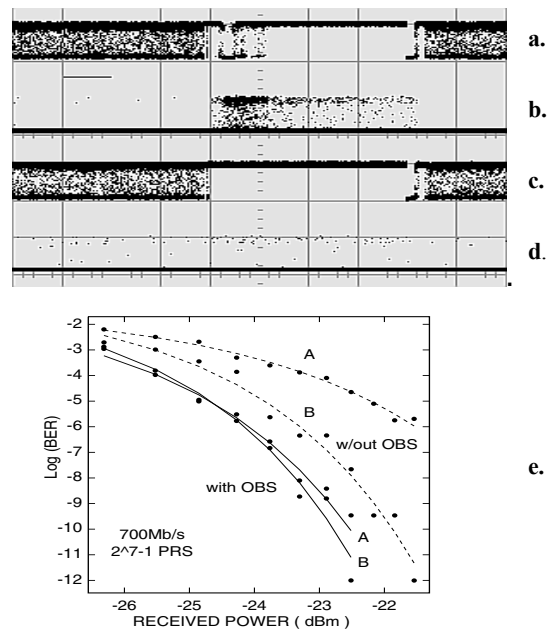 a.
b.
c.
d.
.
e.
-2
-3
-4
-5
-6
-7
-8
-9
-10
-11
-12
Log (BER)
A
B
w/out OBS
with OBS
A
B
700Mb/s
2^7-1 PRS
-26 -25 -24 -23 -22
RECEIVED POWER ( dBm )